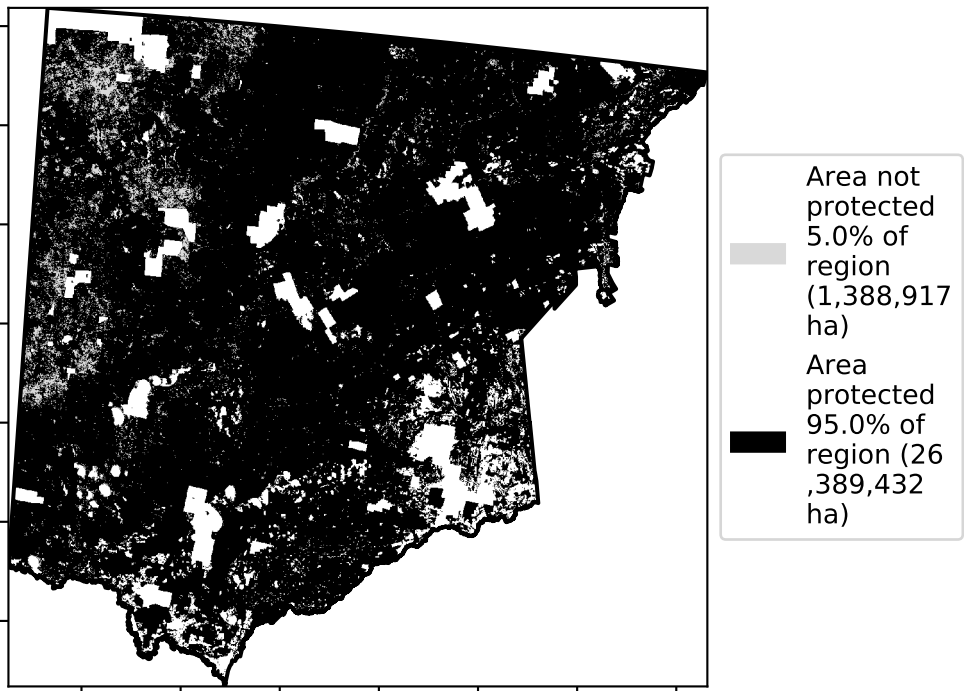 Area not
protected
5.0% of
region
(1,388,917
ha)
Area
protected
95.0% of
region (26
,389,432
ha)